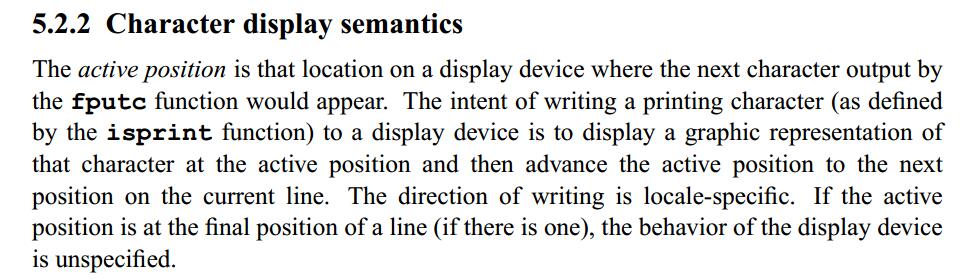 5.2.2 Character display semantics
The active position is that location on a display device where the next character output by
the fputc function would appear. The intent of writing a printing character (as defined
by the isprint function) to a display device is to display a graphic representation of
that character at the active position and then advance the active position to the next
position on the current line. The direction of writing is locale-specific. If the active
position is at the final position of a line (if there is one), the behavior of the display device
is unspecified.